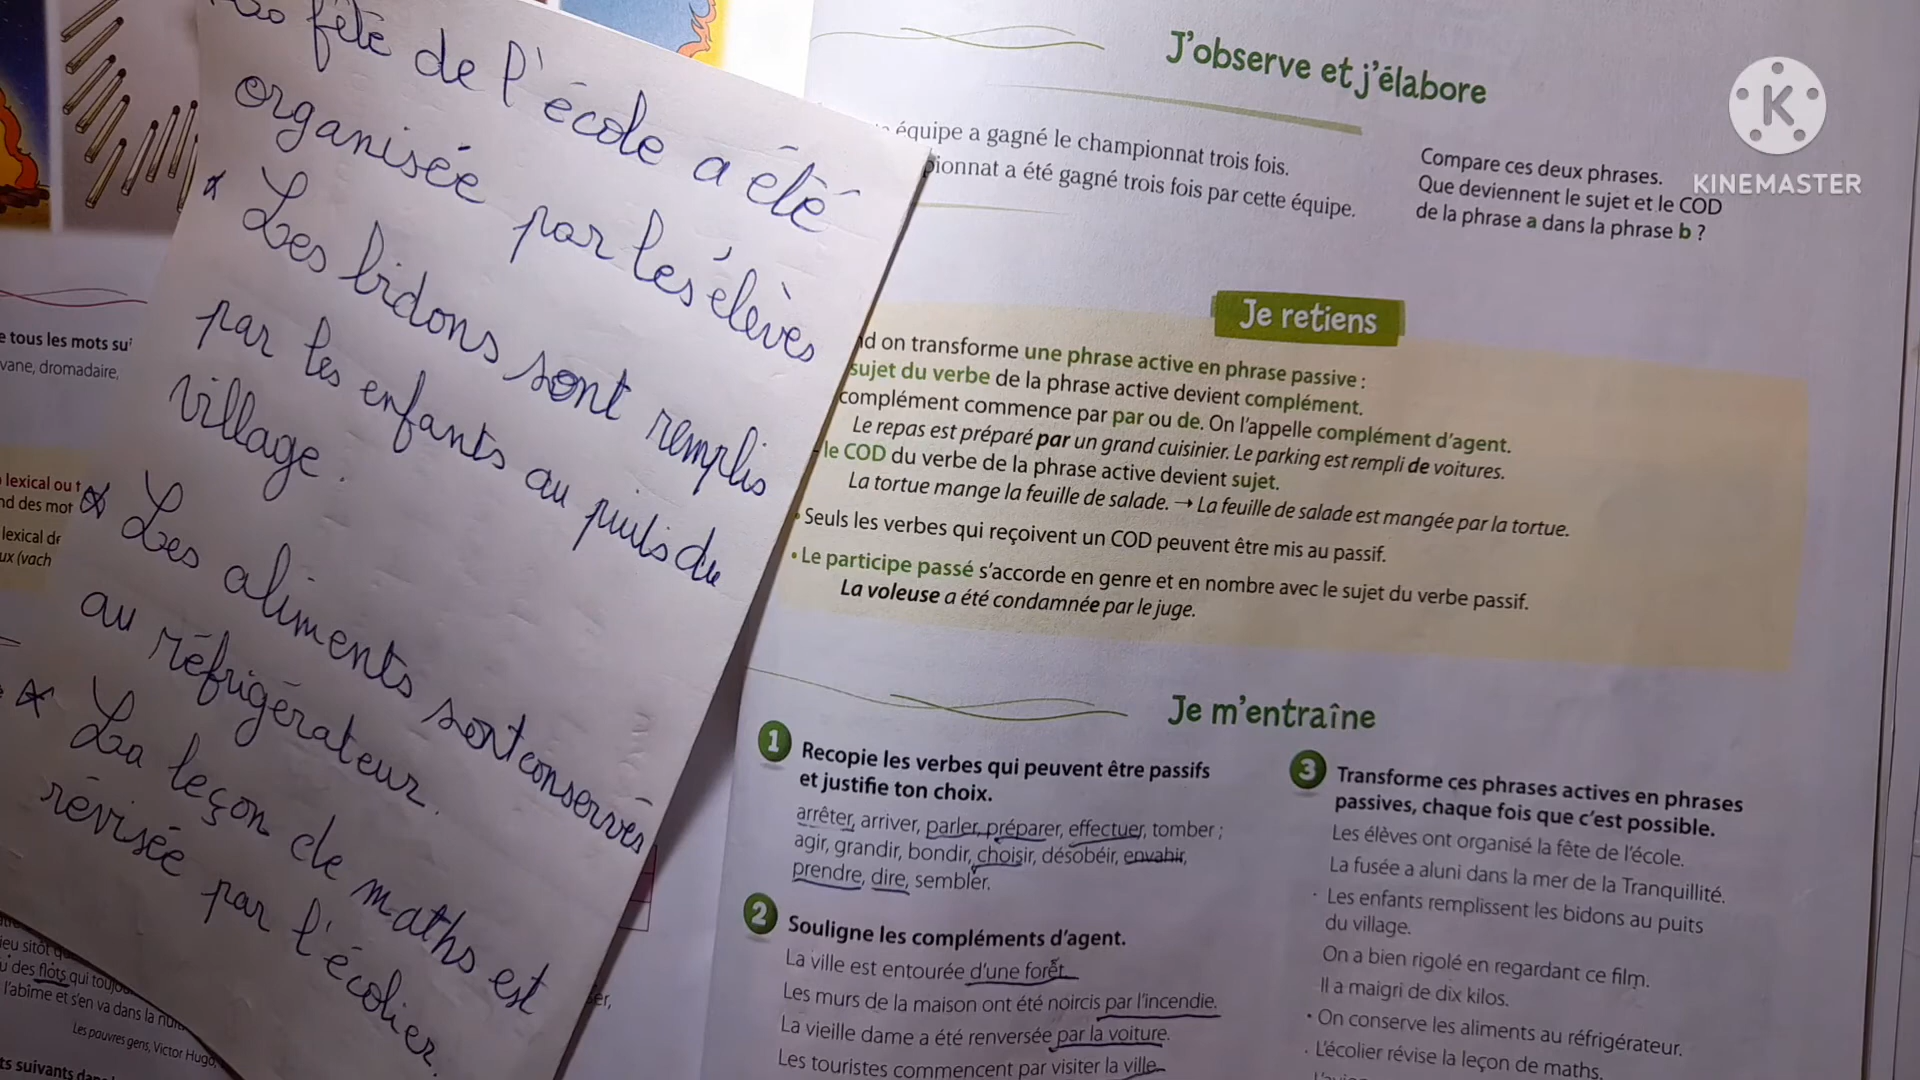 fête de l'école a été
organisée par les élèves
* Les bidons sont remplis
par les enfants au puits du
village.
* Les aliments sont conservés
au réfrigérateur.
* La leçon de maths est
révisée par l'écolier.
e tous les mots su
vane, dromadaire,
lexical ou t
nd des mot
lexical de
ux (vach
ieu sitôt
u des flots qui toujou
l'abîme et s'en va dans la nuit
Les pauvres gens, Victor Hugo
ts suivants dan
J'observe et j'élabore
équipe a gagné le championnat trois fois.
pionnat a été gagné trois fois par cette équipe.
Compare ces deux phrases.
Que deviennent le sujet et le COD
de la phrase a dans la phrase b ?
KINEMASTER
Je retiens
nd on transforme une phrase active en phrase passive :
sujet du verbe de la phrase active devient complément.
complément commence par par ou de. On l'appelle complément d'agent.
Le repas est préparé par un grand cuisinier. Le parking est rempli de voitures.
- le COD du verbe de la phrase active devient sujet.
La tortue mange la feuille de salade. → La feuille de salade est mangée par la tortue.
• Seuls les verbes qui reçoivent un COD peuvent être mis au passif.
• Le participe passé s'accorde en genre et en nombre avec le sujet du verbe passif.
La voleuse a été condamnée par le juge.
Je m'entraîne
1 Recopie les verbes qui peuvent être passifs
et justifie ton choix.
arrêter, arriver, parler, préparer, effectuer, tomber ;
agir, grandir, bondir, choisir, désobéir, envahir,
prendre, dire, sembler.
2 Souligne les compléments d'agent.
La ville est entourée d'une forêt.
Les murs de la maison ont été noircis par l'incendie.
La vieille dame a été renversée par la voiture.
Les touristes commencent par visiter la ville.
3 Transforme ces phrases actives en phrases
passives, chaque fois que c'est possible.
Les élèves ont organisé la fête de l'école.
La fusée a aluni dans la mer de la Tranquillité.
· Les enfants remplissent les bidons au puits
du village.
On a bien rigolé en regardant ce film.
Il a maigri de dix kilos.
• On conserve les aliments au réfrigérateur.
· L'écolier révise la leçon de maths.